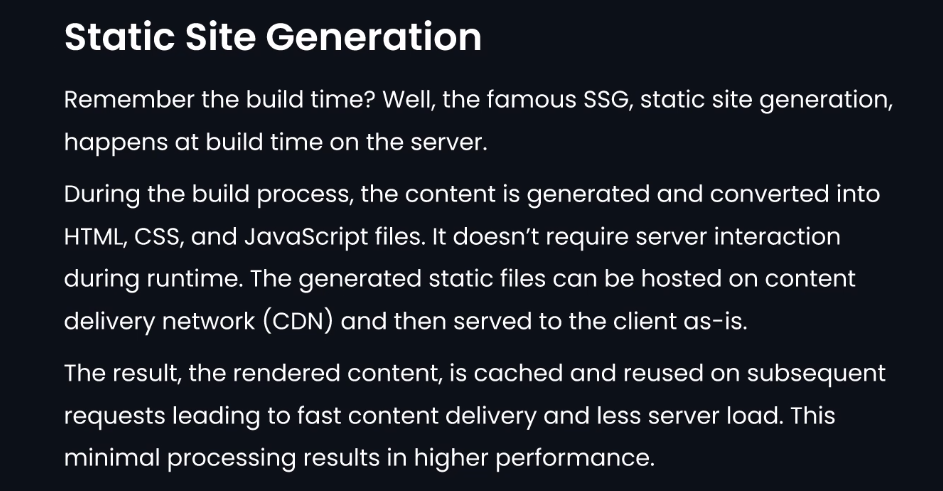 Static Site Generation
Remember the build time? Well, the famous SSG, static site generation,
happens at build time on the server.
During the build process, the content is generated and converted into
HTML, CSS, and JavaScript files. It doesn’t require server interaction
during runtime. The generated static files can be hosted on content
delivery network (CDN) and then served to the client as-is.
The result, the rendered content, is cached and reused on subsequent
requests leading to fast content delivery and less server load. This
minimal processing results in higher performance.